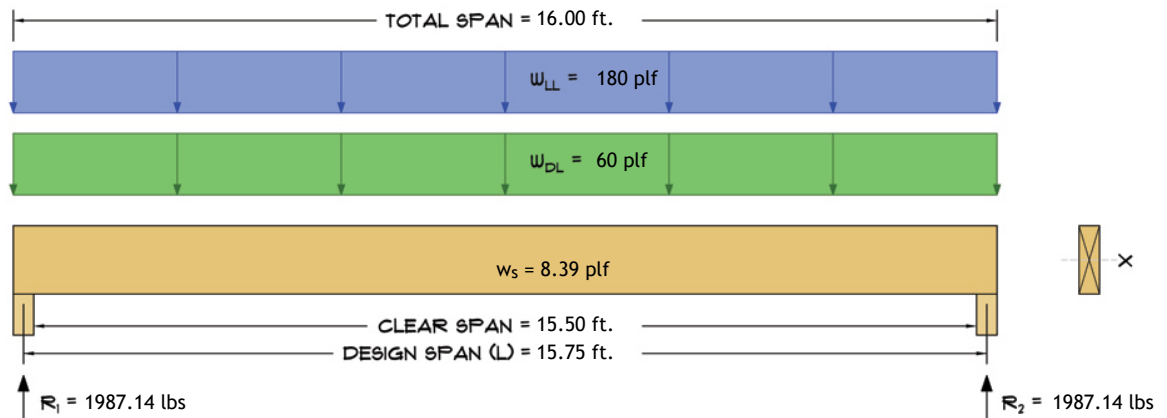 TOTAL SPAN = 16.00 ft.
WLL = 180 plf
WDL = 60 plf
ws = 8.39 plf
X
CLEAR SPAN = 15.50 ft.
DESIGN SPAN (L) = 15.75 ft.
R1 = 1987.14 lbs
R2 = 1987.14 lbs